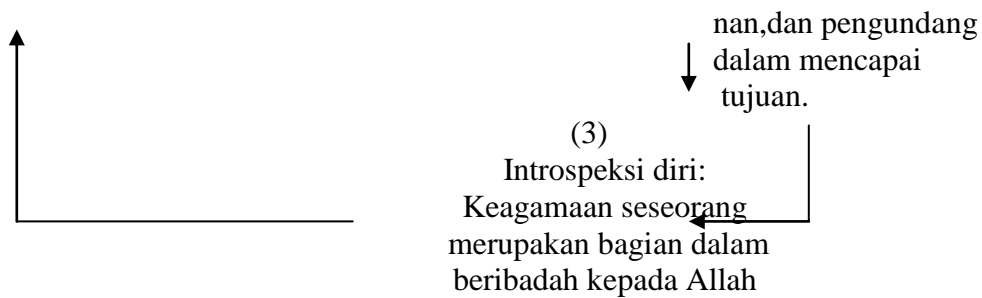 nan,dan pengundang
dalam mencapai
tujuan.
(3)
Introspeksi diri:
Keagamaan seseorang
merupakan bagian dalam
beribadah kepada Allah